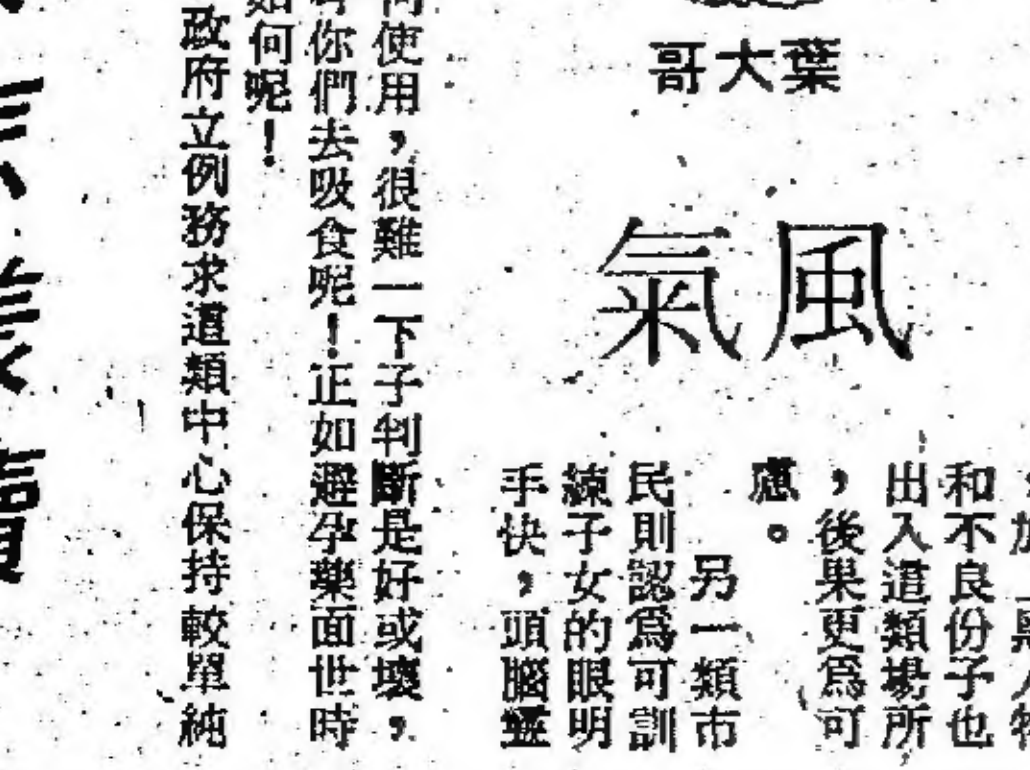 葉大哥
風氣
和不良份子也
出入這類場所
，後果更爲可
慮。
另一類市
民則認爲可訓
練子女的眼明
手快，頭腦靈
使用，很難一下子判斷是好或壞，
你們去吸食呢！正如避孕藥面世時
如何呢！
政府立例務求這類中心保持較單純